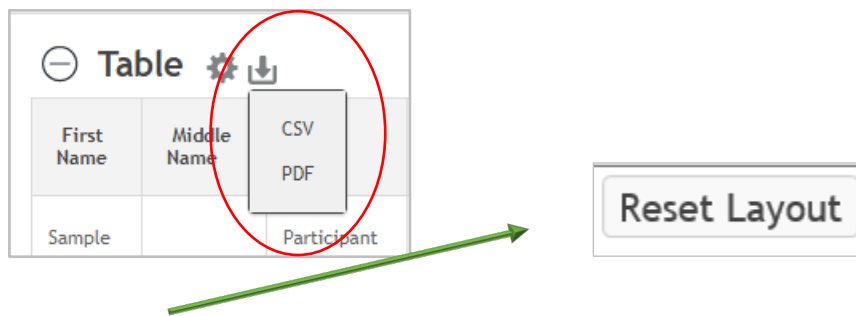 Table
First Name
Middle Name
CSV
PDF
Sample
Participant
Reset Layout